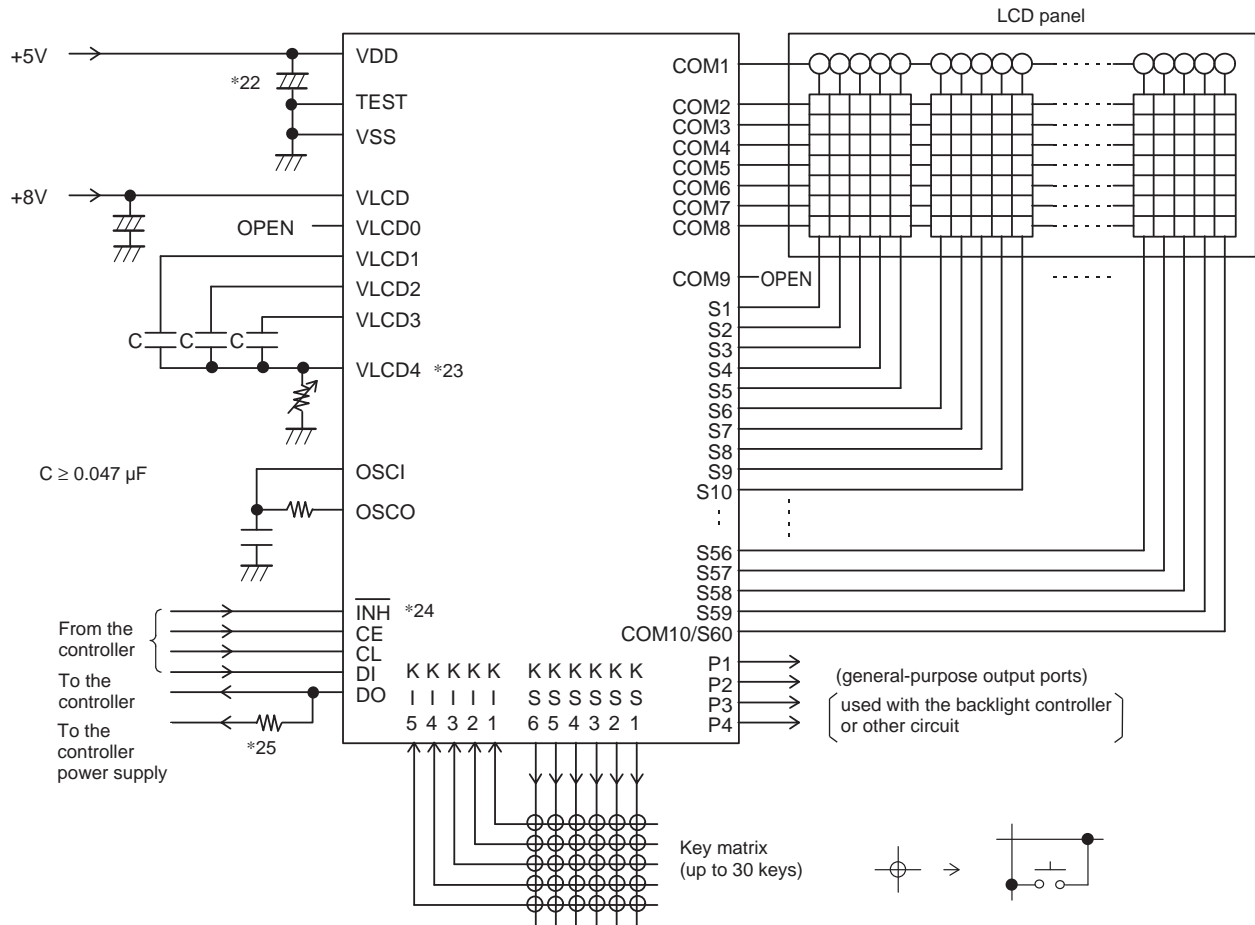 LCD panel
+5V
VDD
COM1
*22
TEST
COM2
VSS
COM3
COM4
COM5
+8V
VLCD
COM6
COM7
OPEN
VLCD0
COM8
VLCD1
COM9
OPEN
VLCD2
S1
VLCD3
S2
C
C
C
S3
VLCD4 *23
S4
S5
S6
S7
S8
C ≥ 0.047 µF
OSCI
S9
S10
OSCO
S56
S57
S58
INH *24
S59
From the
controller
CE
COM10/S60
CL
DI
P1
To the
controller
DO
P2
P3
P4
(general-purpose output ports)
used with the backlight controller
or other circuit
To the
controller
power supply
*25
K K K K K
I I I I I
5 4 3 2 1
K K K K K K
S S S S S S
6 5 4 3 2 1
Key matrix
(up to 30 keys)